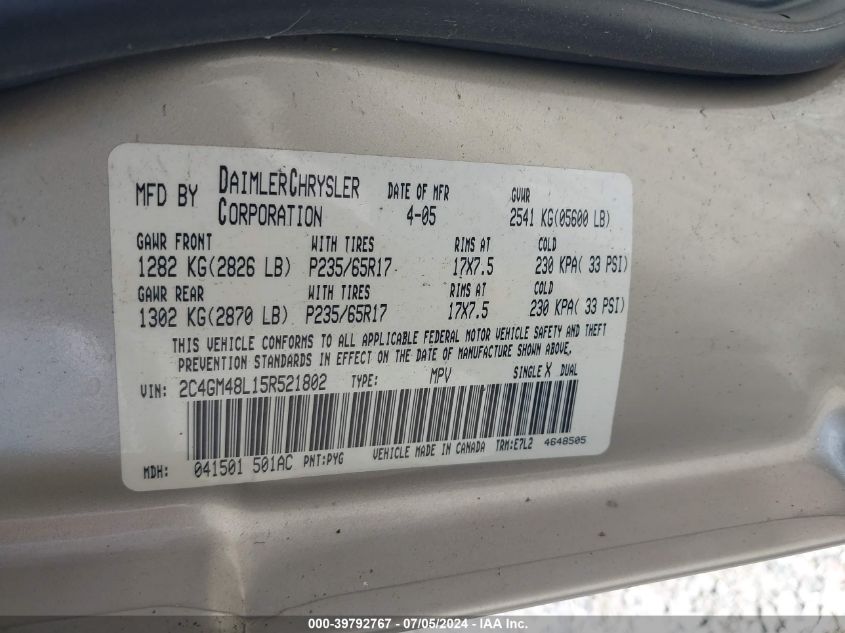 MFD BY DAIMLERCHRYSLER CORPORATION DATE OF MFR 4-05 GVWR 2541 KG(05600 LB)
GAWR FRONT WITH TIRES RIMS AT COLD
1282 KG(2826 LB) P235/65R17 17X7.5 230 KPA( 33 PSI)
GAWR REAR WITH TIRES RIMS AT COLD
1302 KG(2870 LB) P235/65R17 17X7.5 230 KPA( 33 PSI)
THIS VEHICLE CONFORMS TO ALL APPLICABLE FEDERAL MOTOR VEHICLE SAFETY AND THEFT
PREVENTION STANDARDS IN EFFECT ON THE DATE OF MANUFACTURE SHOWN ABOVE.
VIN: 2C4GM48L15R521802 TYPE: MPV SINGLE X DUAL
MDH: 041501 501AC PNT:PYG VEHICLE MADE IN CANADA TRM:E7L2 4648505
000-39792767 - 07/05/2024 - IAA Inc.